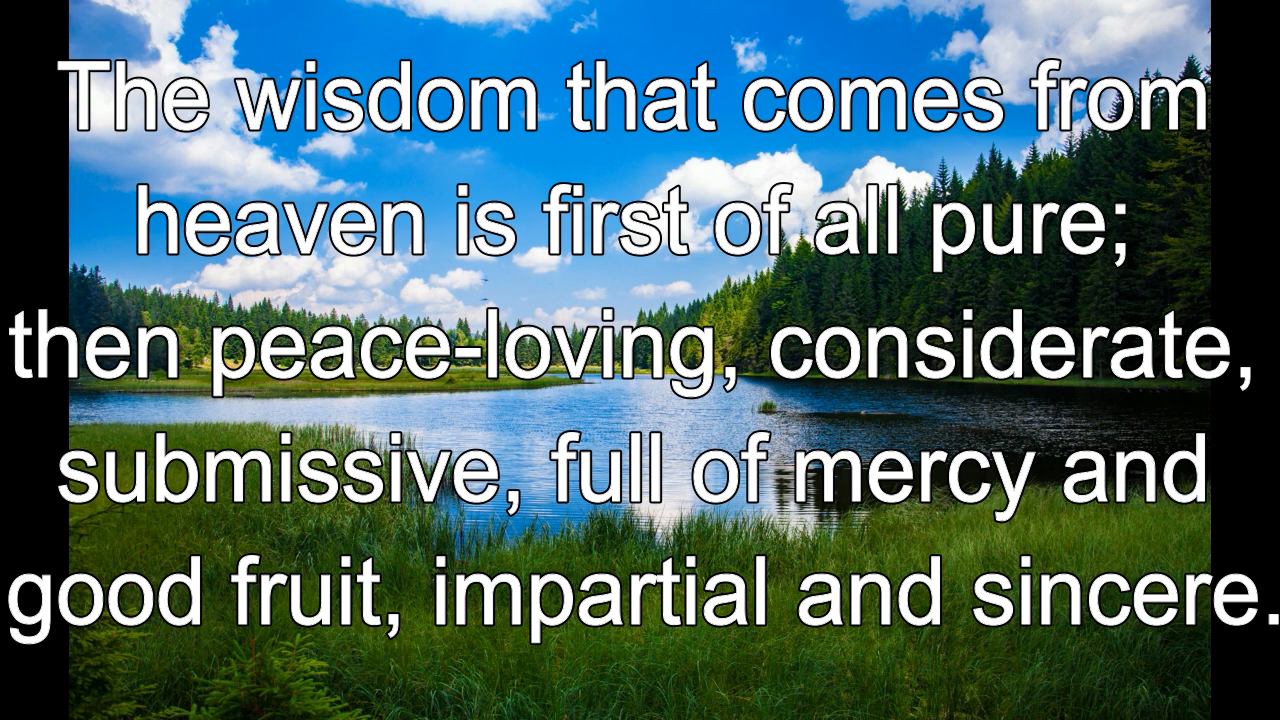 The wisdom that comes from
heaven is first of all pure;
then peace-loving, considerate,
submissive, full of mercy and
good fruit, impartial and sincere.